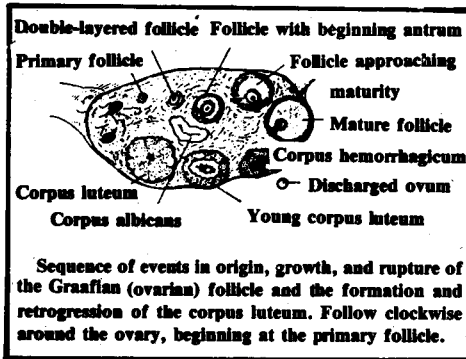 Double-layered follicle Follicle with beginning antrum
Primary follicle
Follicle approaching
maturity
Mature follicle
Corpus hemorrhagicum
Discharged ovum
Corpus luteum
Corpus albicans
Young corpus luteum
Sequence of events in origin, growth, and rupture of
the Graafian (ovarian) follicle and the formation and
retrogression of the corpus luteum. Follow clockwise
around the ovary, beginning at the primary follicle.